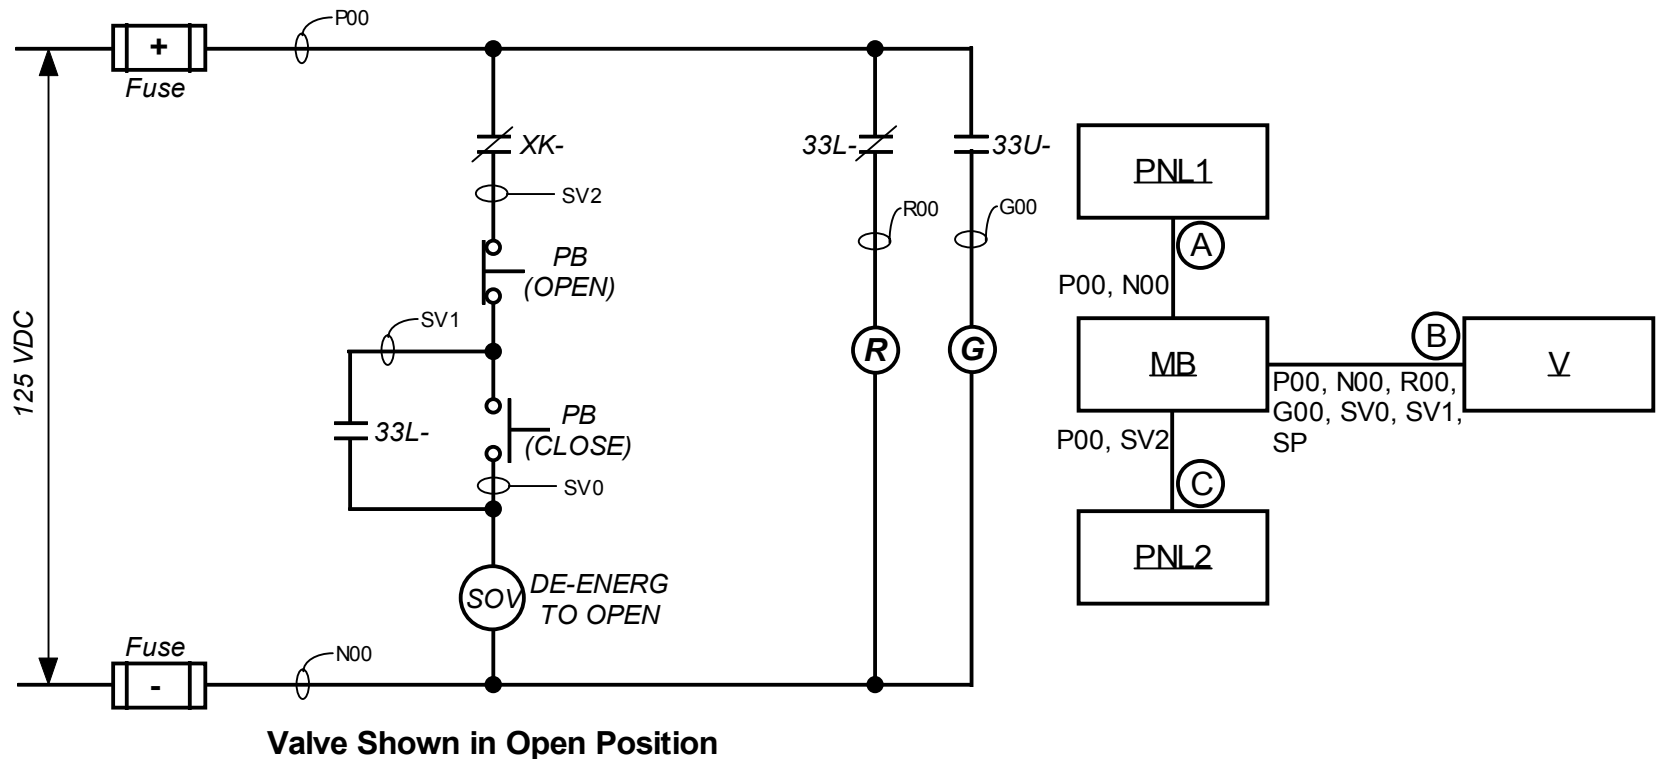 P00
+
Fuse
XK-
33L-
33U-
SV2
R00
G00
PB
(OPEN)
SV1
125 VDC
R
G
33L-
PB
(CLOSE)
SV0
SOV
DE-ENERG
TO OPEN
Fuse
-
N00
Valve Shown in Open Position
PNL1
A
P00, N00
MB
B
V
P00, N00, R00,
G00, SV0, SV1,
SP
P00, SV2
C
PNL2